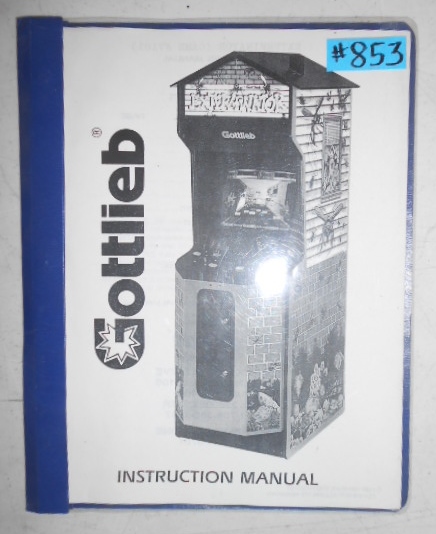 #853
EXTERMINATOR
Gottlieb
Gottlieb®
INSTRUCTION MANUAL